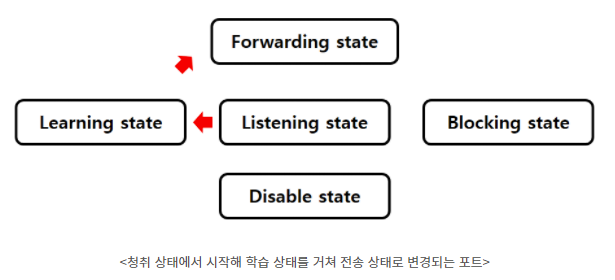 Forwarding state
Learning state
Listening state
Blocking state
Disable state
<청취 상태에서 시작해 학습 상태를 거쳐 전송 상태로 변경되는 포트>